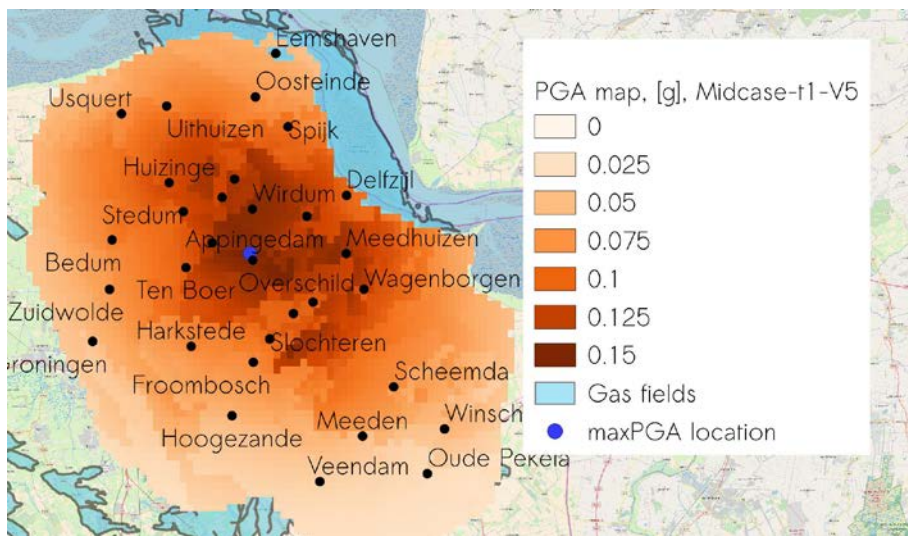 Eemshaven
Oosteinde
Usquert
Uithuizen
Spijk
Huizinge
Delfzijl
Wirdum
Stedum
Appingedam
Meedhuizen
Bedum
Ten Boer
Overschild
Wagenborgen
Zuidwolde
Harkstede
Slochteren
roningen
Froombosch
Scheemda
Hoogezande
Meeden
Winsch
Veendam
Oude Pekela
PGA map, [g], Midcase-t1-V5
0
0.025
0.05
0.075
0.1
0.125
0.15
Gas fields
maxPGA location